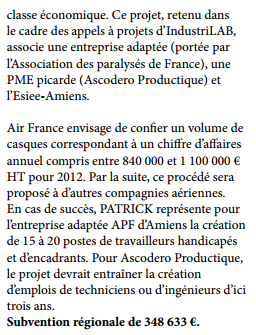 classe économique. Ce projet, retenu dans
le cadre des appels à projets d'IndustriLAB,
associe une entreprise adaptée (portée par
l'Association des paralysés de France), une
PME picarde (Ascodero Productique) et
l'Esiee-Amiens.

Air France envisage de confier un volume de
casques correspondant à un chiffre d'affaires
annuel compris entre 840 000 et 1 100 000 €
HT pour 2012. Par la suite, ce procédé sera
proposé à d'autres compagnies aériennes.
En cas de succès, PATRICK représente pour
l'entreprise adaptée APF d'Amiens la création
de 15 à 20 postes de travailleurs handicapés
et d'encadrants. Pour Ascodero Productique,
le projet devrait entraîner la création
d'emplois de techniciens ou d'ingénieurs d'ici
trois ans.
Subvention régionale de 348 633 €.